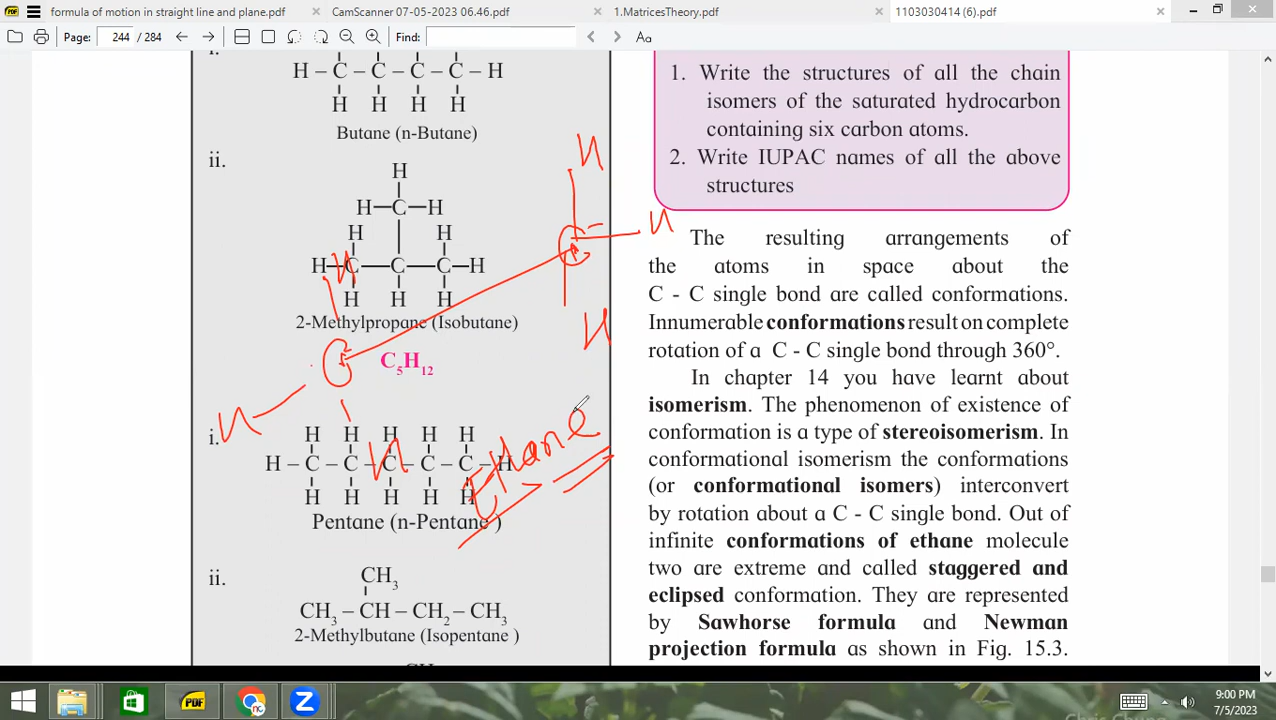 formula of motion in straight line and plane.pdf
CamScanner 07-05-2023 06.46.pdf
1.MatricesTheory.pdf
1103030414 (6).pdf
Page: 244 / 284
Find:
Aa
i.
H – C – C – C – C – H
H H H H
Butane (n-Butane)
ii.
H
H–C–H
H H
H–C–C–C–H
H H H
2-Methylpropane (Isobutane)
C5H12
i.
H H H H H
H – C – C – C – C – C – H
H H H H H
Pentane (n-Pentane )
ii.
CH3
CH3 – CH – CH2 – CH3
2-Methylbutane (Isopentane )
H
H
H
H
H
H
Ethane
1. Write the structures of all the chain
isomers of the saturated hydrocarbon
containing six carbon atoms.
2. Write IUPAC names of all the above
structures
The resulting arrangements of
the atoms in space about the
C - C single bond are called conformations.
Innumerable conformations result on complete
rotation of a C - C single bond through 360°.
In chapter 14 you have learnt about
isomerism. The phenomenon of existence of
conformation is a type of stereoisomerism. In
conformational isomerism the conformations
(or conformational isomers) interconvert
by rotation about a C - C single bond. Out of
infinite conformations of ethane molecule
two are extreme and called staggered and
eclipsed conformation. They are represented
by Sawhorse formula and Newman
projection formula as shown in Fig. 15.3.
PDF
9:00 PM
7/5/2023